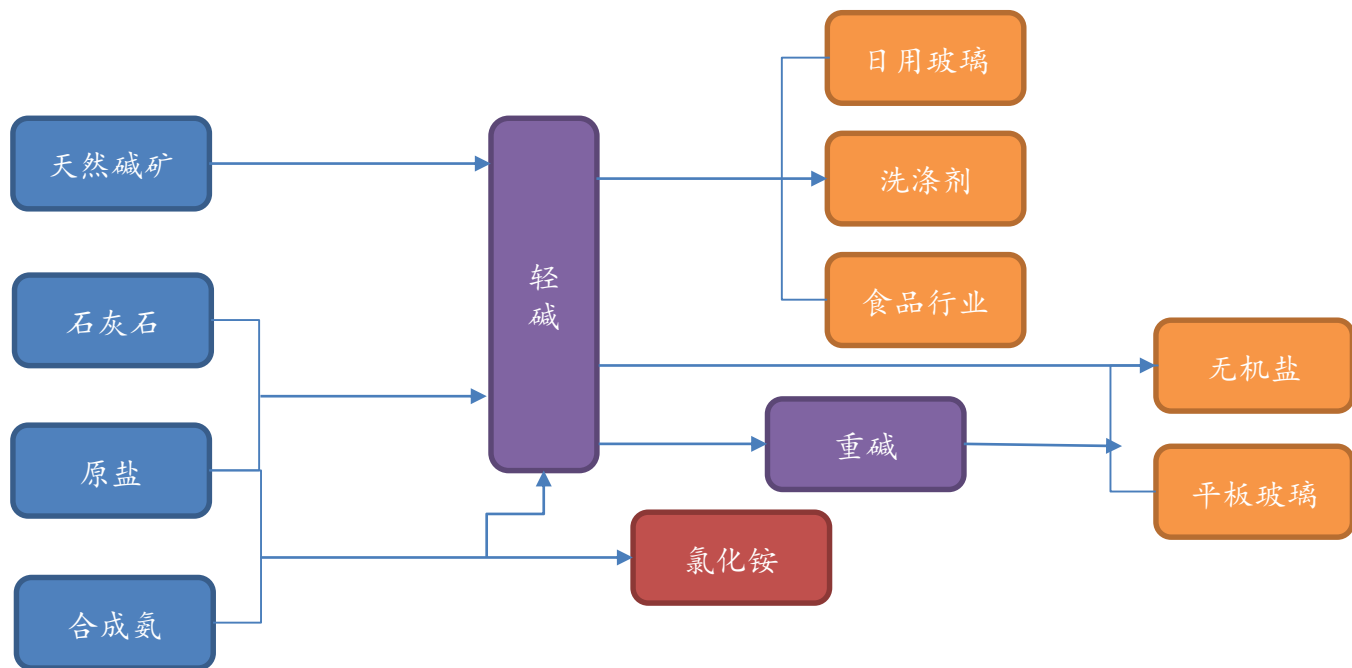 日用玻璃
天然碱矿
洗涤剂
轻
碱
石灰石
食品行业
无机盐
原盐
重碱
平板玻璃
氯化铵
合成氨